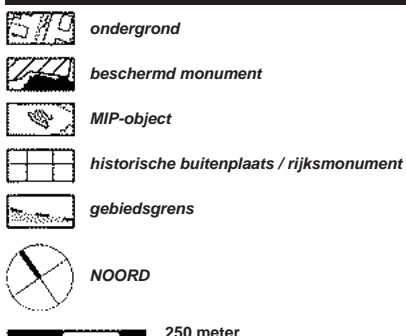 ondergrond
beschermd monument
MIP-object
historische buitenplaats / rijksmonument
gebiedsgrens
NOORD
250 meter